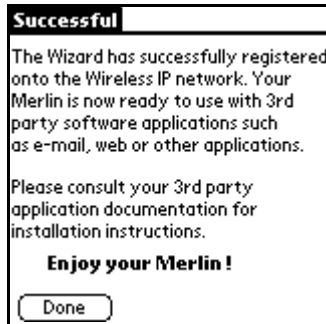 Successful
The Wizard has successfully registered
onto the Wireless IP network. Your
Merlin is now ready to use with 3rd
party software applications such
as e-mail, web or other applications.
Please consult your 3rd party
application documentation for
installation instructions.
Enjoy your Merlin !
Done